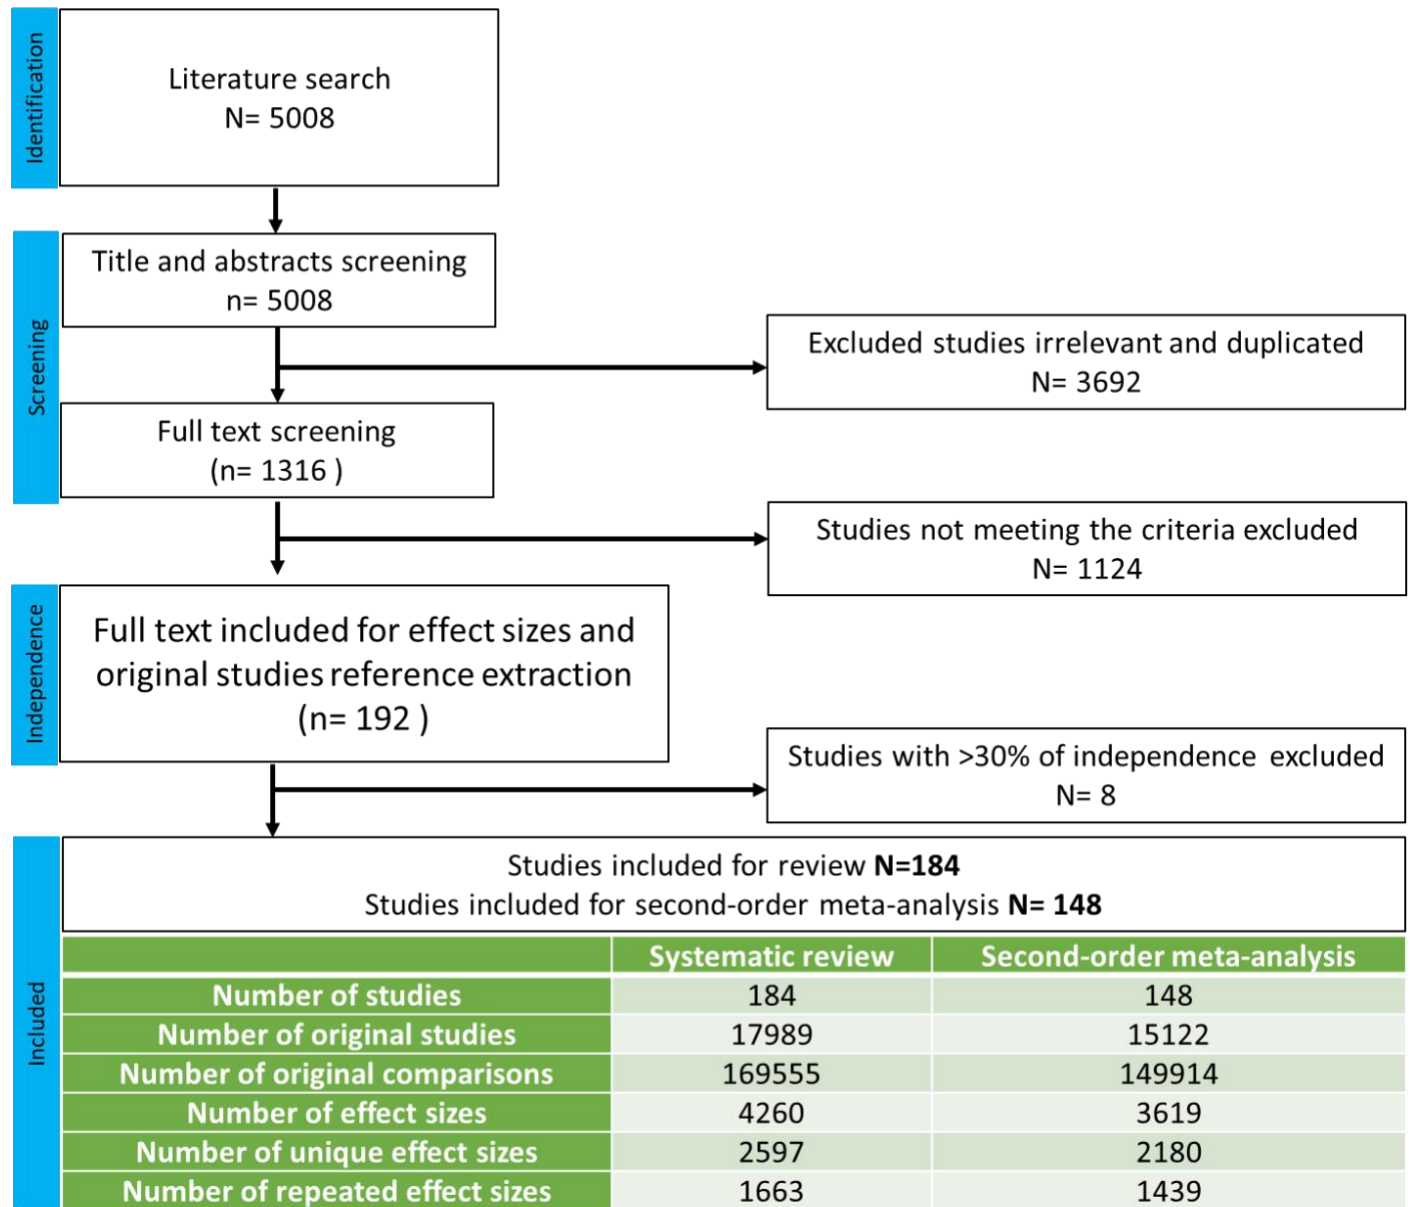 Identification
Literature search
N= 5008
Screening
Title and abstracts screening
n= 5008
Excluded studies irrelevant and duplicated
N= 3692
Full text screening
(n= 1316 )
Studies not meeting the criteria excluded
N= 1124
Independence
Full text included for effect sizes and
original studies reference extraction
(n= 192 )
Studies with >30% of independence excluded
N= 8
Included
Studies included for review N=184
Studies included for second-order meta-analysis N= 148
Systematic review Second-order meta-analysis
Number of studies 184 148
Number of original studies 17989 15122
Number of original comparisons 169555 149914
Number of effect sizes 4260 3619
Number of unique effect sizes 2597 2180
Number of repeated effect sizes 1663 1439